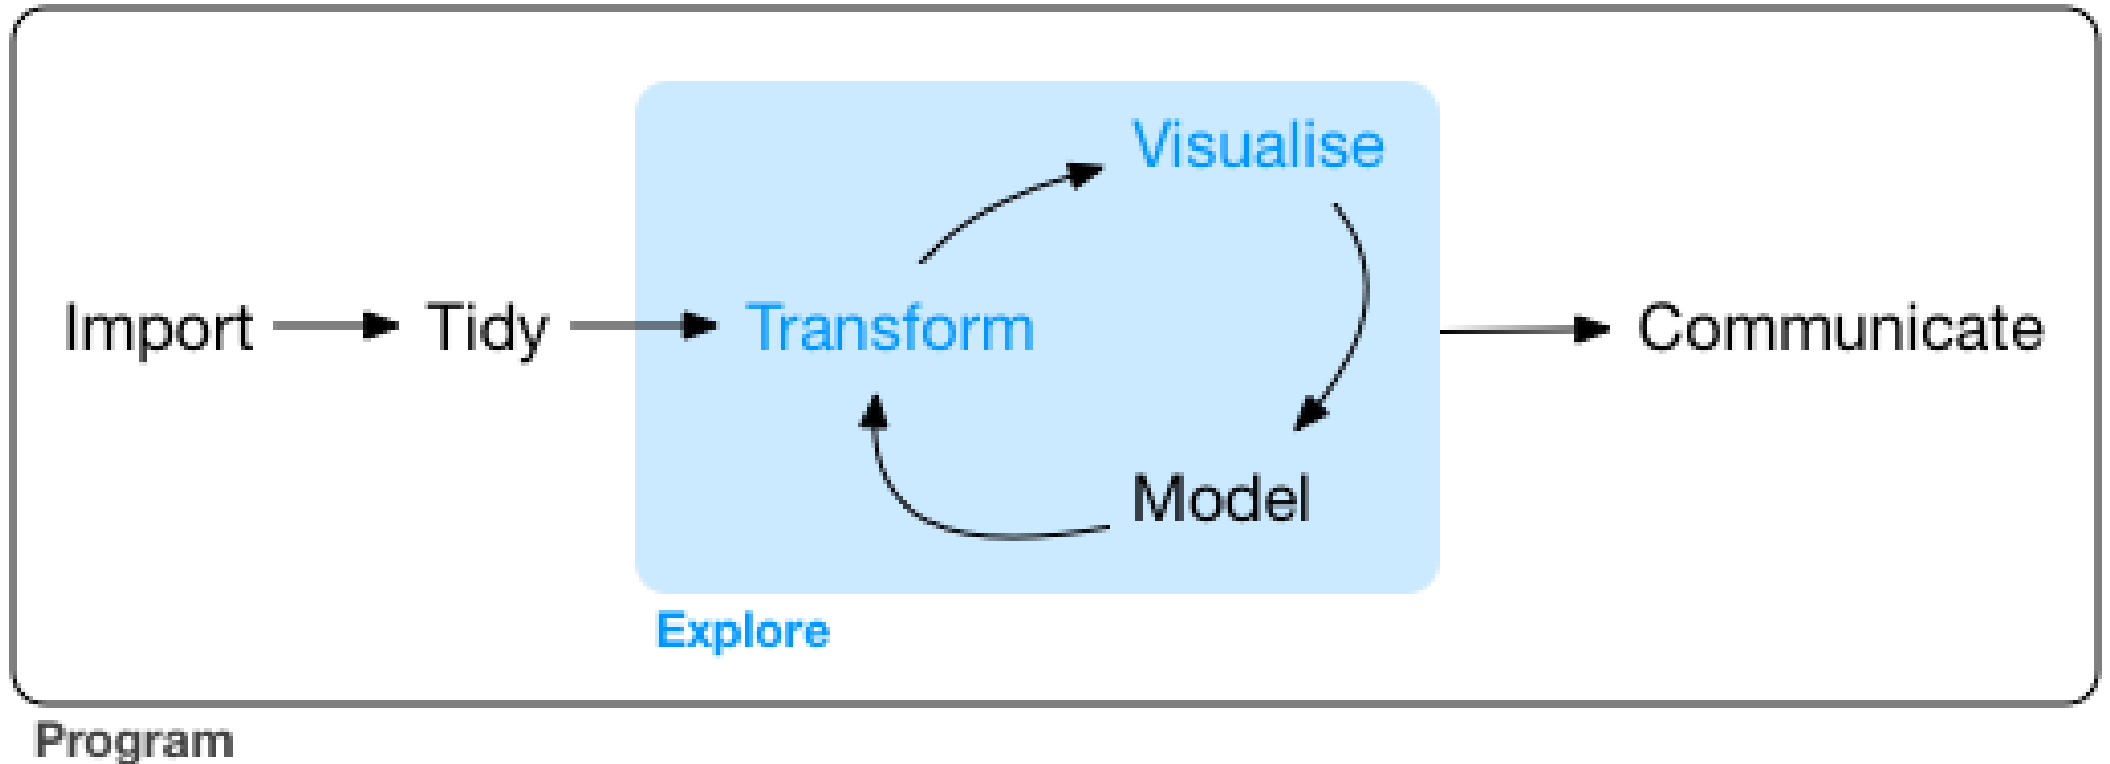 Visualise
Import Tidy Transform Communicate
Model
Explore
Program